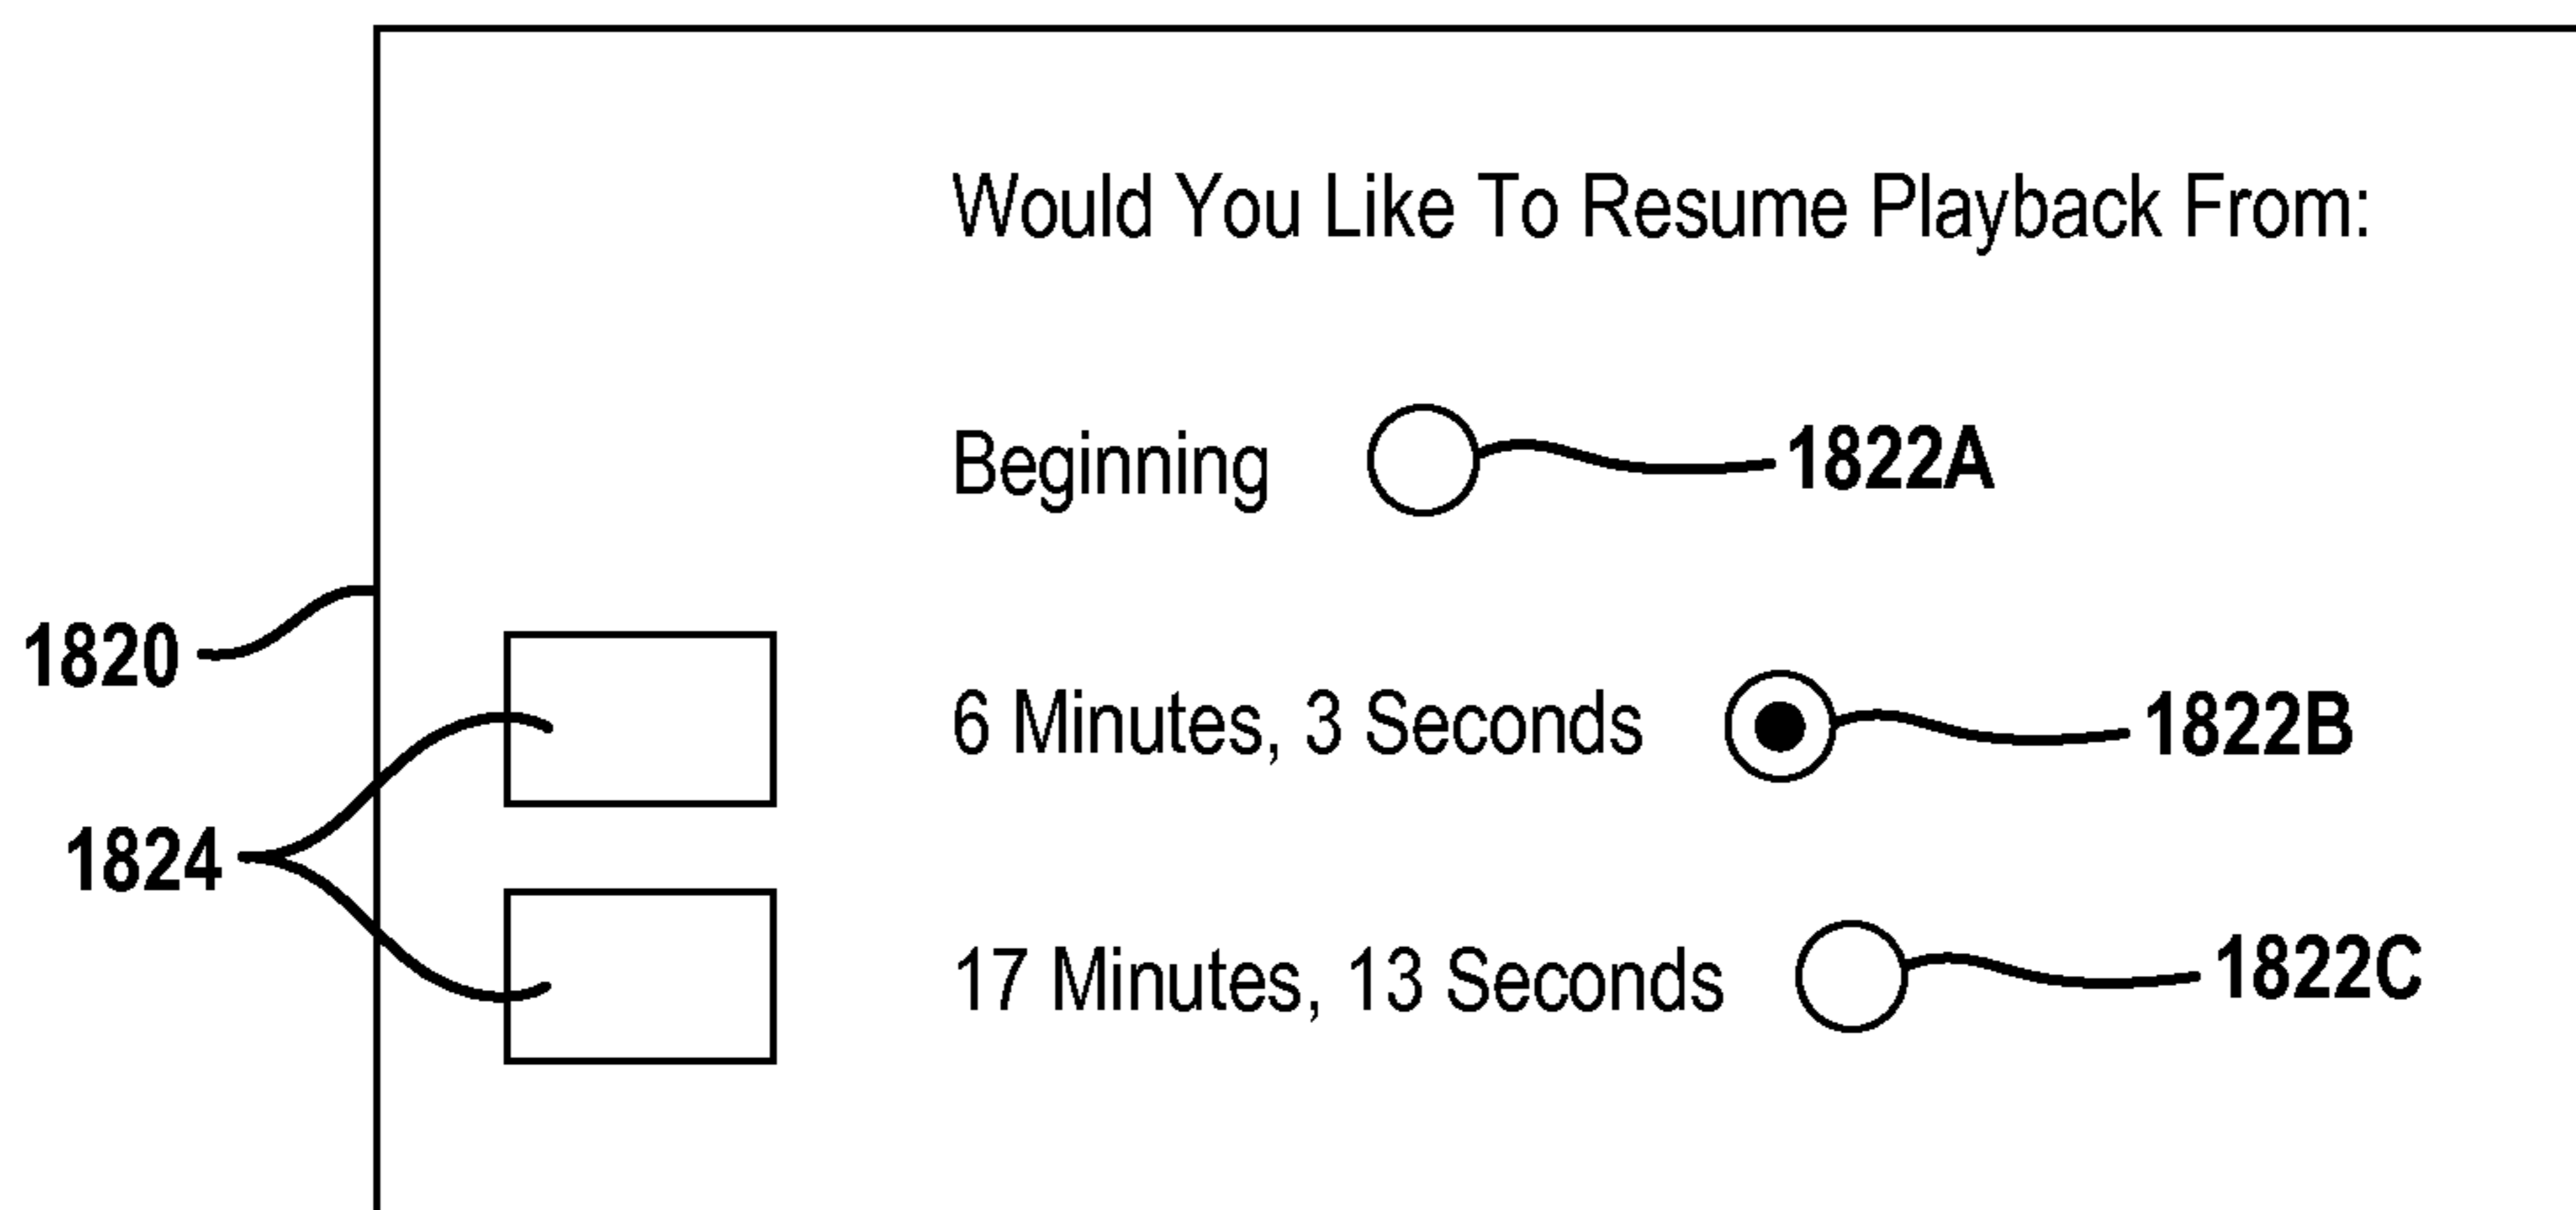 Would You Like To Resume Playback From:
Beginning 1822A
1820
6 Minutes, 3 Seconds 1822B
1824
17 Minutes, 13 Seconds 1822C